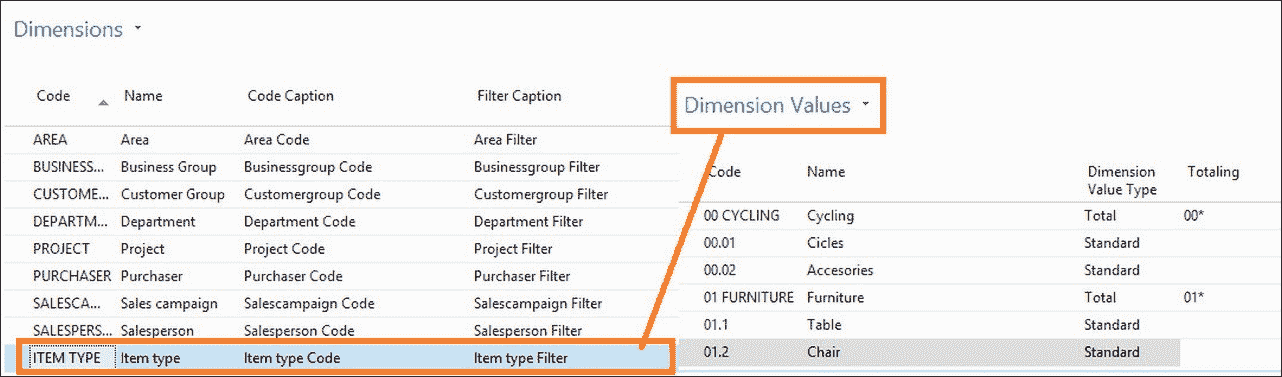 Dimensions
Code Name Code Caption Filter Caption
AREA Area Area Code Area Filter
BUSINESS... Business Group Businessgroup Code Businessgroup Filter
CUSTOME... Customer Group Customergroup Code Customergroup Filter
DEPARTM... Department Department Code Department Filter
PROJECT Project Project Code Project Filter
PURCHASER Purchaser Purchaser Code Purchaser Filter
SALESCA... Sales campaign Salescampaign Code Salescampaign Filter
SALESPERS... Salesperson Salesperson Code Salesperson Filter
ITEM TYPE Item type Item type Code Item type Filter
Dimension Values
Code Name Dimension Value Type Totaling
00 CYCLING Cycling Total 00*
00.01 Cicles Standard
00.02 Accesories Standard
01 FURNITURE Furniture Total 01*
01.1 Table Standard
01.2 Chair Standard